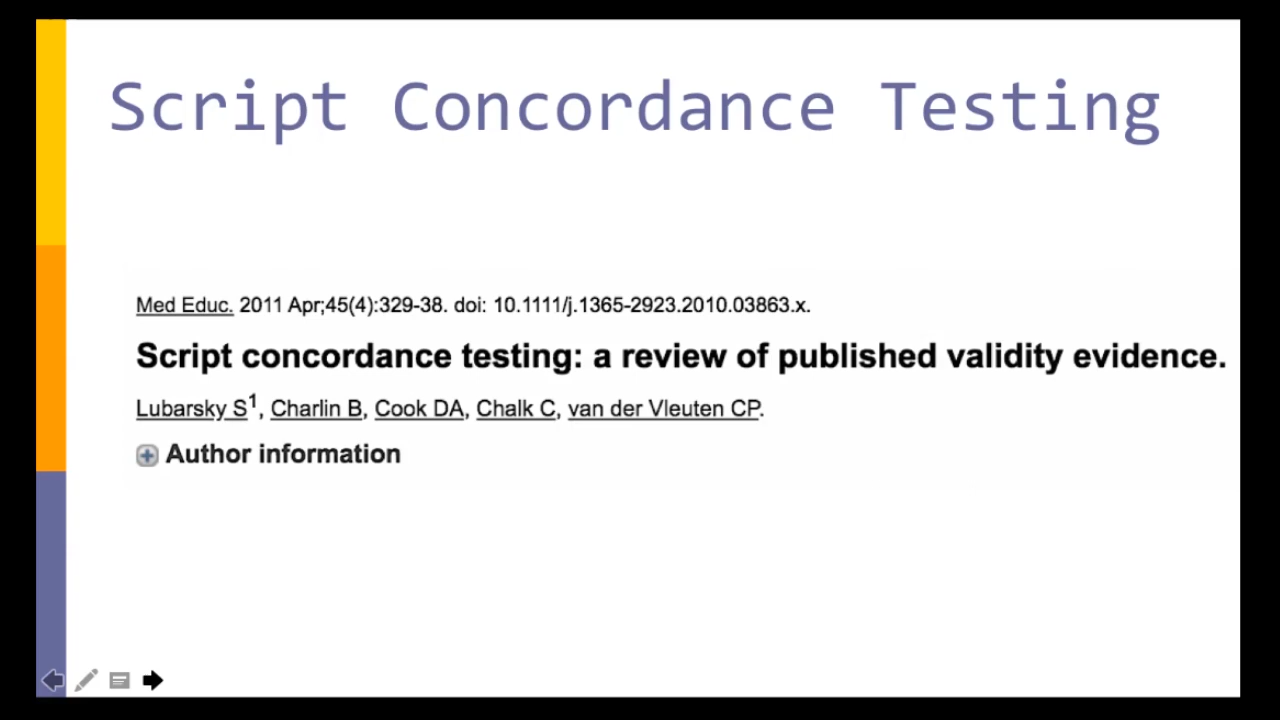 Script Concordance Testing
Med Educ. 2011 Apr;45(4):329-38. doi: 10.1111/j.1365-2923.2010.03863.x.
Script concordance testing: a review of published validity evidence.
Lubarsky S1, Charlin B, Cook DA, Chalk C, van der Vleuten CP.
Author information